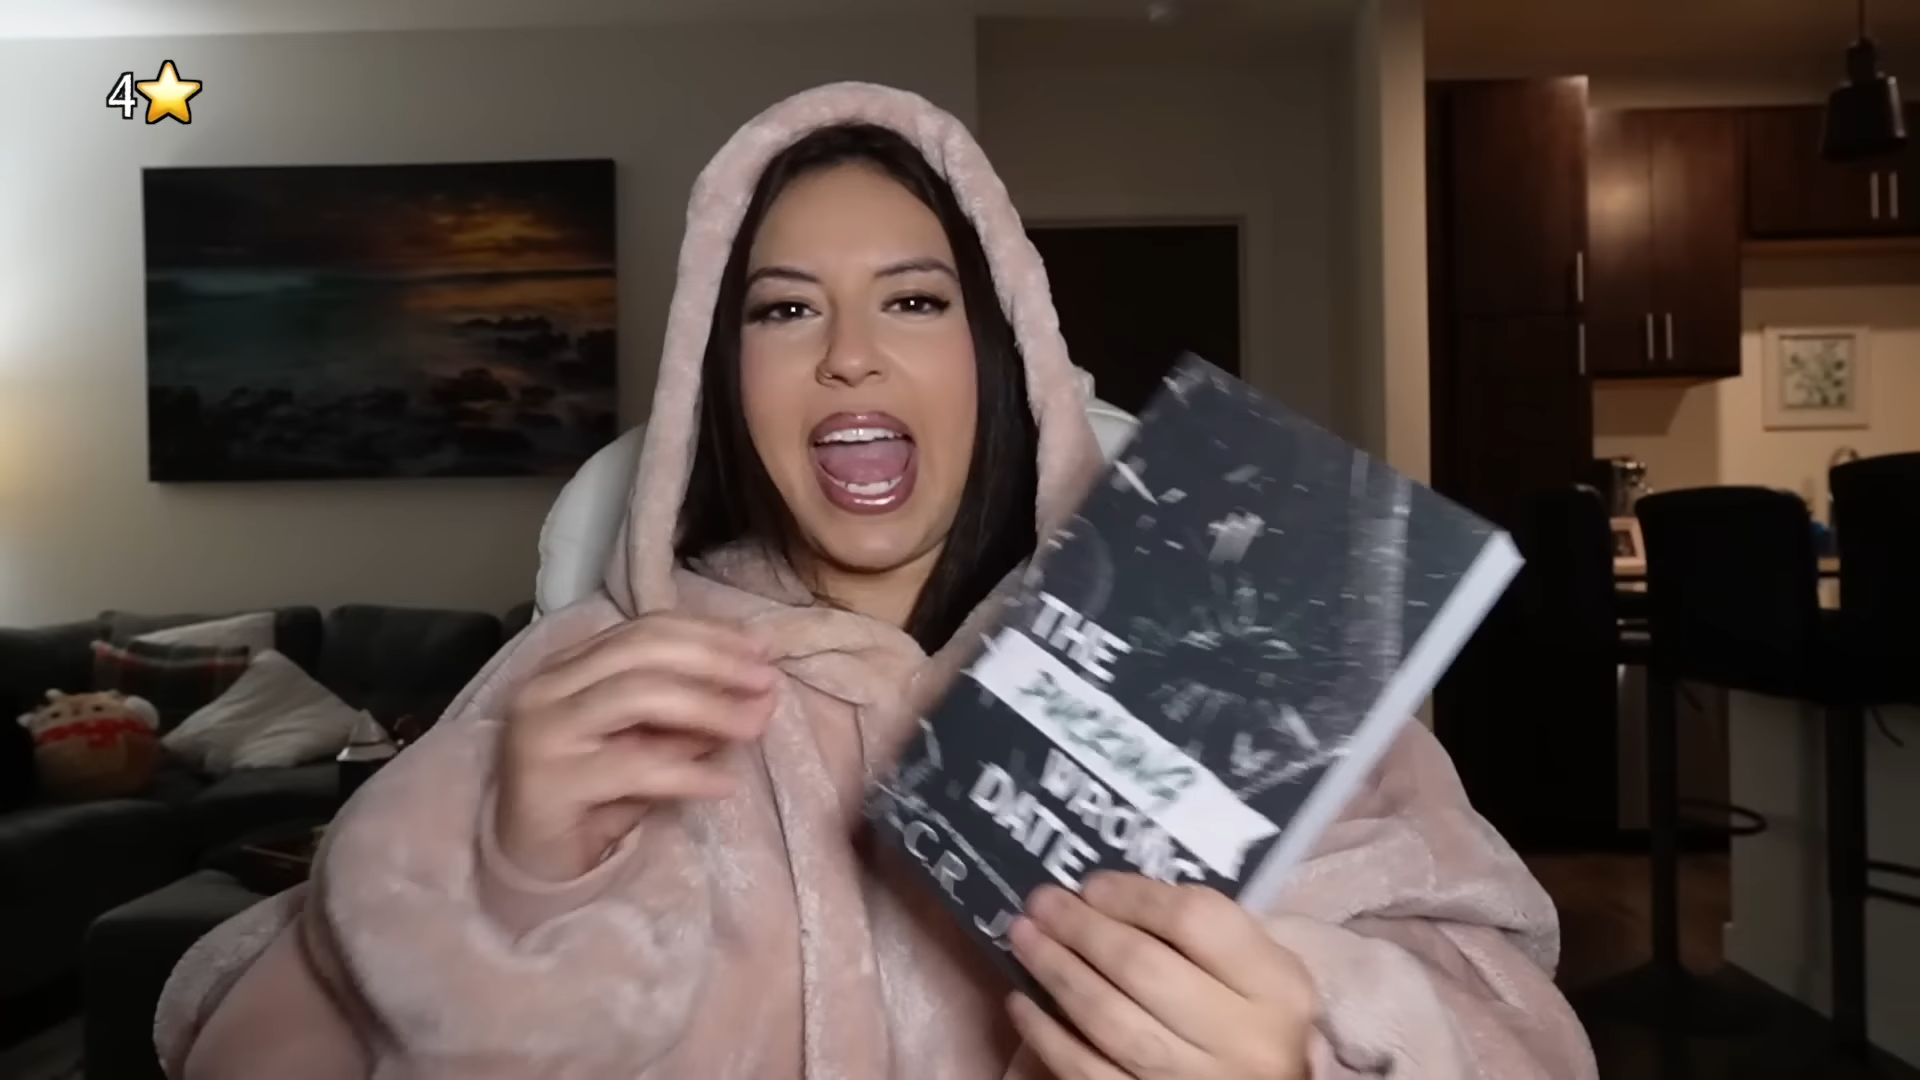 4⭐
THE
WRONG
DATE
C.R.